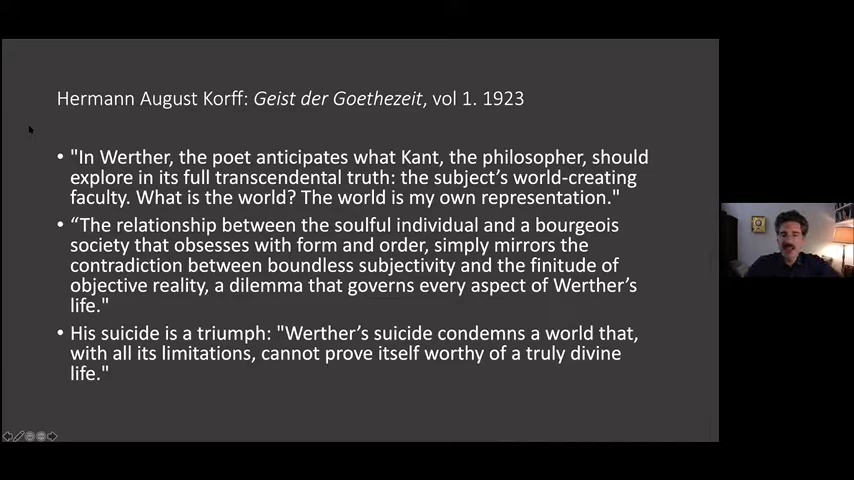 Hermann August Korff: Geist der Goethezeit, vol 1. 1923
• "In Werther, the poet anticipates what Kant, the philosopher, should
explore in its full transcendental truth: the subject's world-creating
faculty. What is the world? The world is my own representation."
• “The relationship between the soulful individual and a bourgeois
society that obsesses with form and order, simply mirrors the
contradiction between boundless subjectivity and the finitude of
objective reality, a dilemma that governs every aspect of Werther’s
life."
• His suicide is a triumph: "Werther’s suicide condemns a world that,
with all its limitations, cannot prove itself worthy of a truly divine
life."